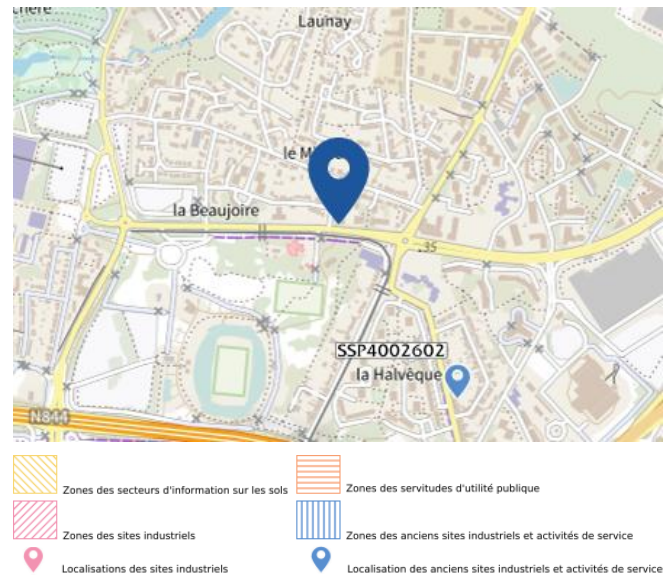 Launay
la Beaujoire
35
SSP4002602
la Halvêque
N844
Zones des secteurs d'information sur les sols
Zones des servitudes d'utilité publique
Zones des sites industriels
Zones des anciens sites industriels et activités de service
Localisations des sites industriels
Localisation des anciens sites industriels et activités de service